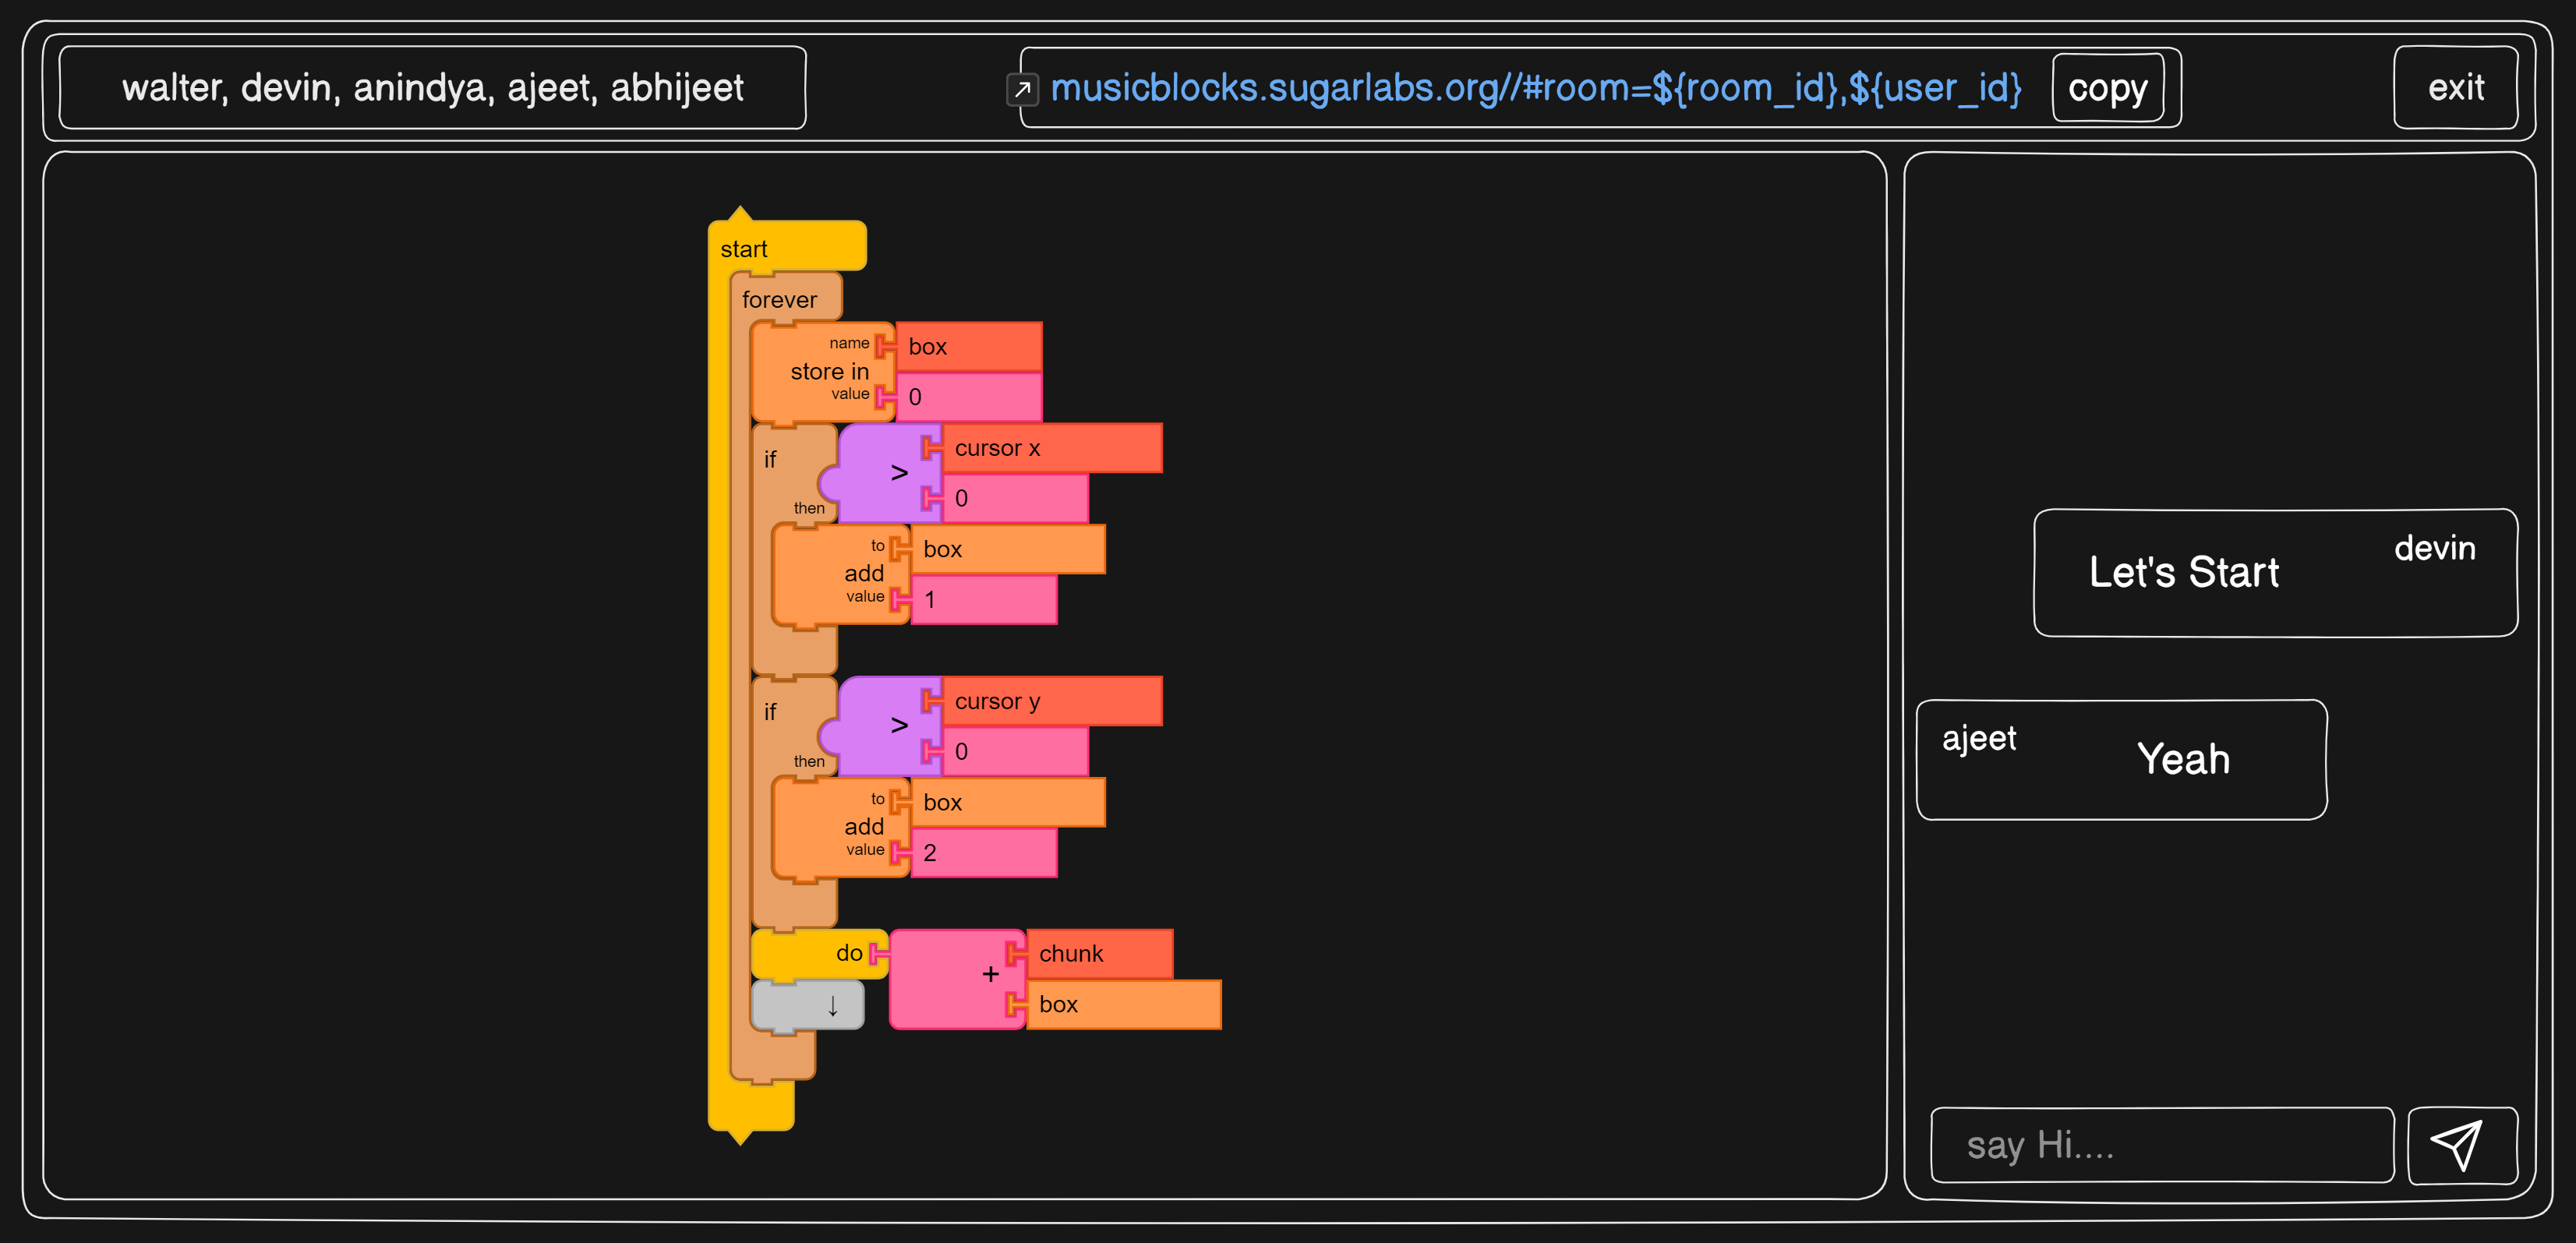 walter, devin, anindya, ajeet, abhijeet
musicblocks.sugarlabs.org//#room=${room_id},${user_id}
copy
exit
start
forever
name
box
store in
value
0
if
>
cursor x
0
then
to
box
add
value
1
if
>
cursor y
0
then
to
box
add
value
2
do
+
chunk
box
↓
devin
Let's Start
ajeet
Yeah
say Hi....